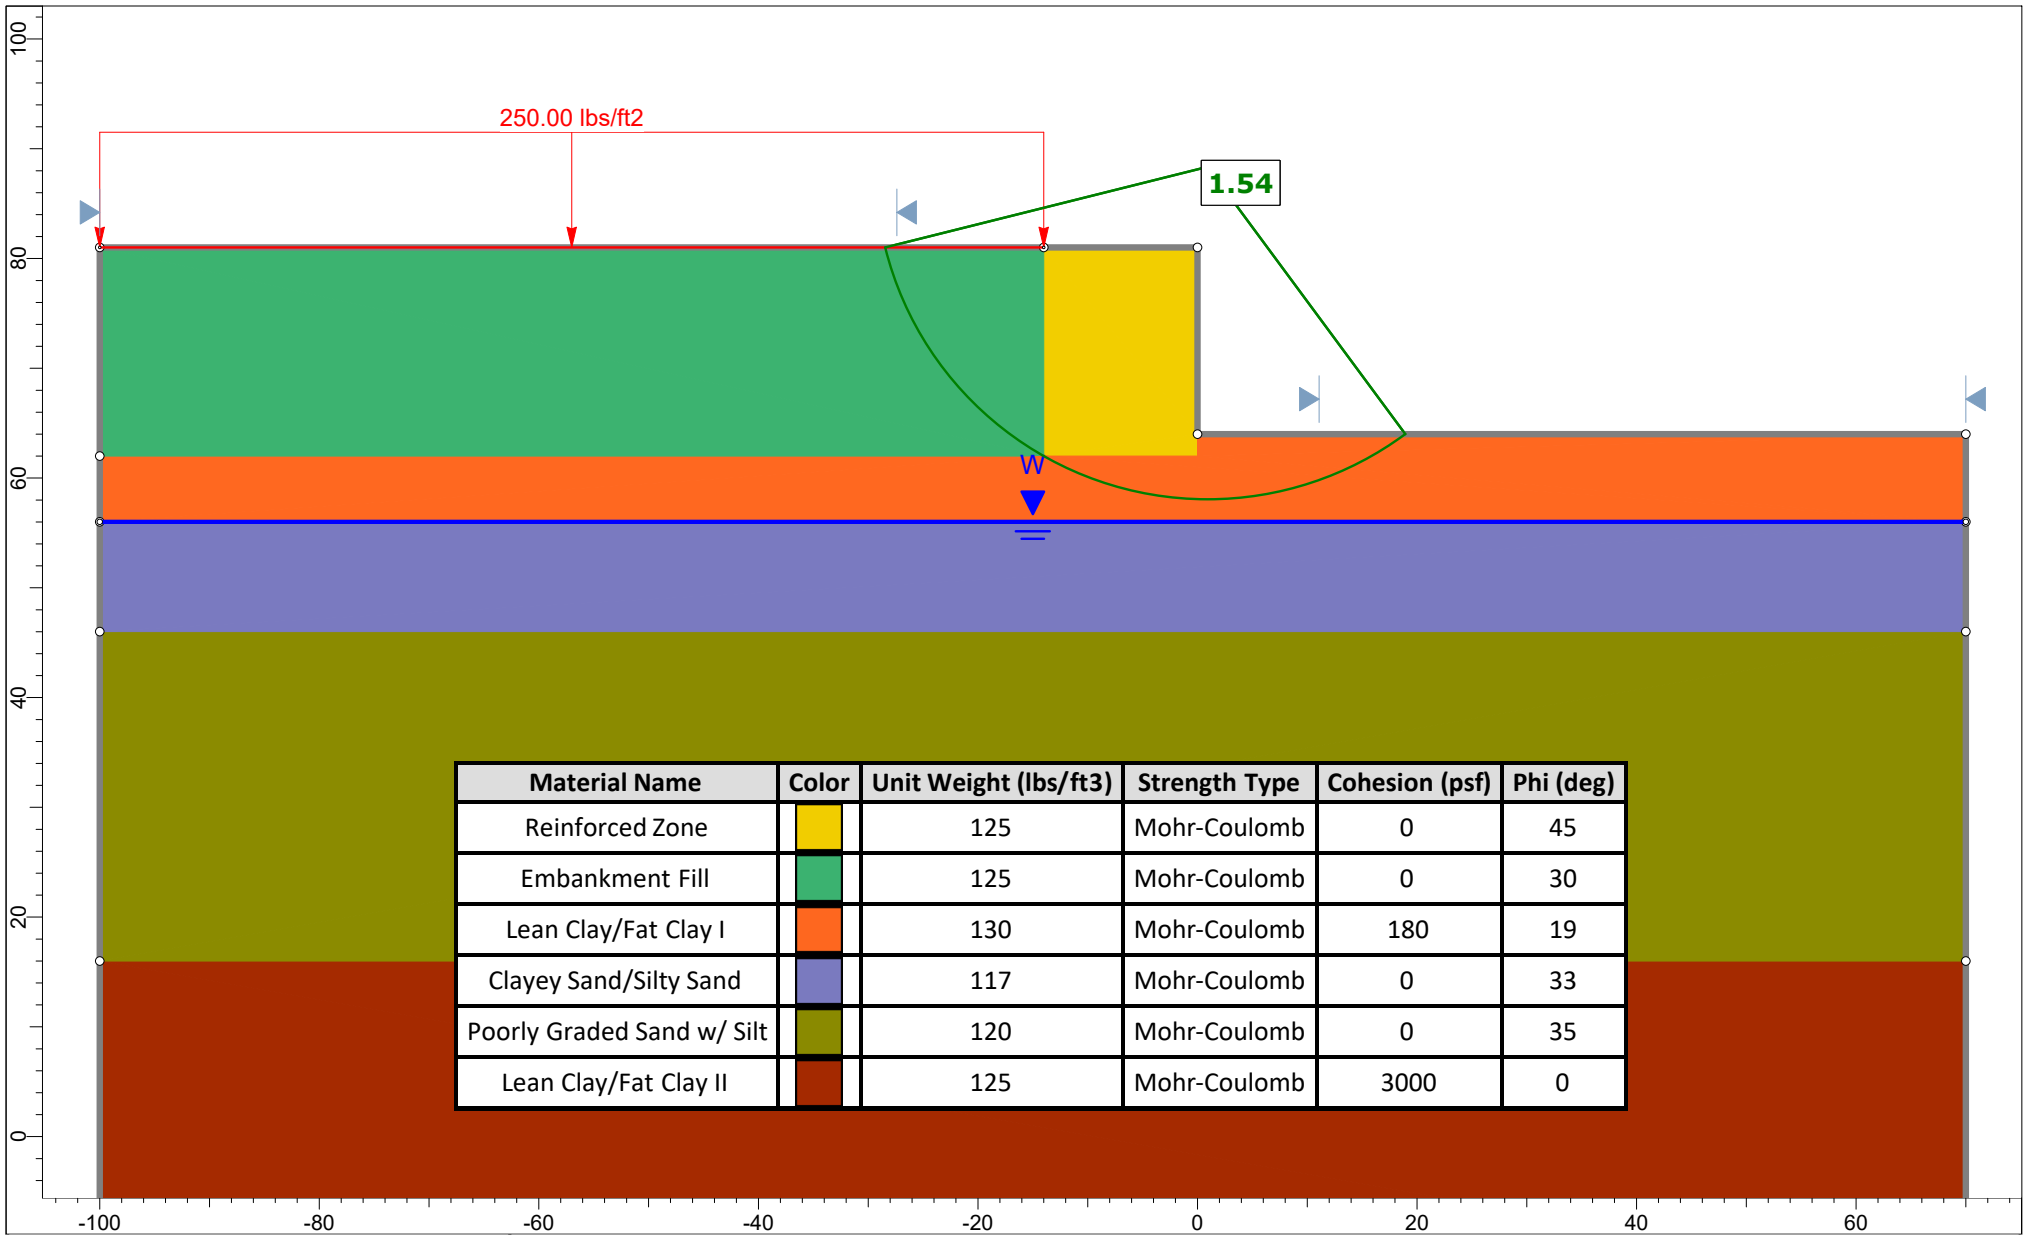 100
80
60
40
20
0
250.00 lbs/ft2
1.54
W
Material Name Color Unit Weight (lbs/ft3) Strength Type Cohesion (psf) Phi (deg)
Reinforced Zone 125 Mohr-Coulomb 0 45
Embankment Fill 125 Mohr-Coulomb 0 30
Lean Clay/Fat Clay I 130 Mohr-Coulomb 180 19
Clayey Sand/Silty Sand 117 Mohr-Coulomb 0 33
Poorly Graded Sand w/ Silt 120 Mohr-Coulomb 0 35
Lean Clay/Fat Clay II 125 Mohr-Coulomb 3000 0
-100 -80 -60 -40 -20 0 20 40 60